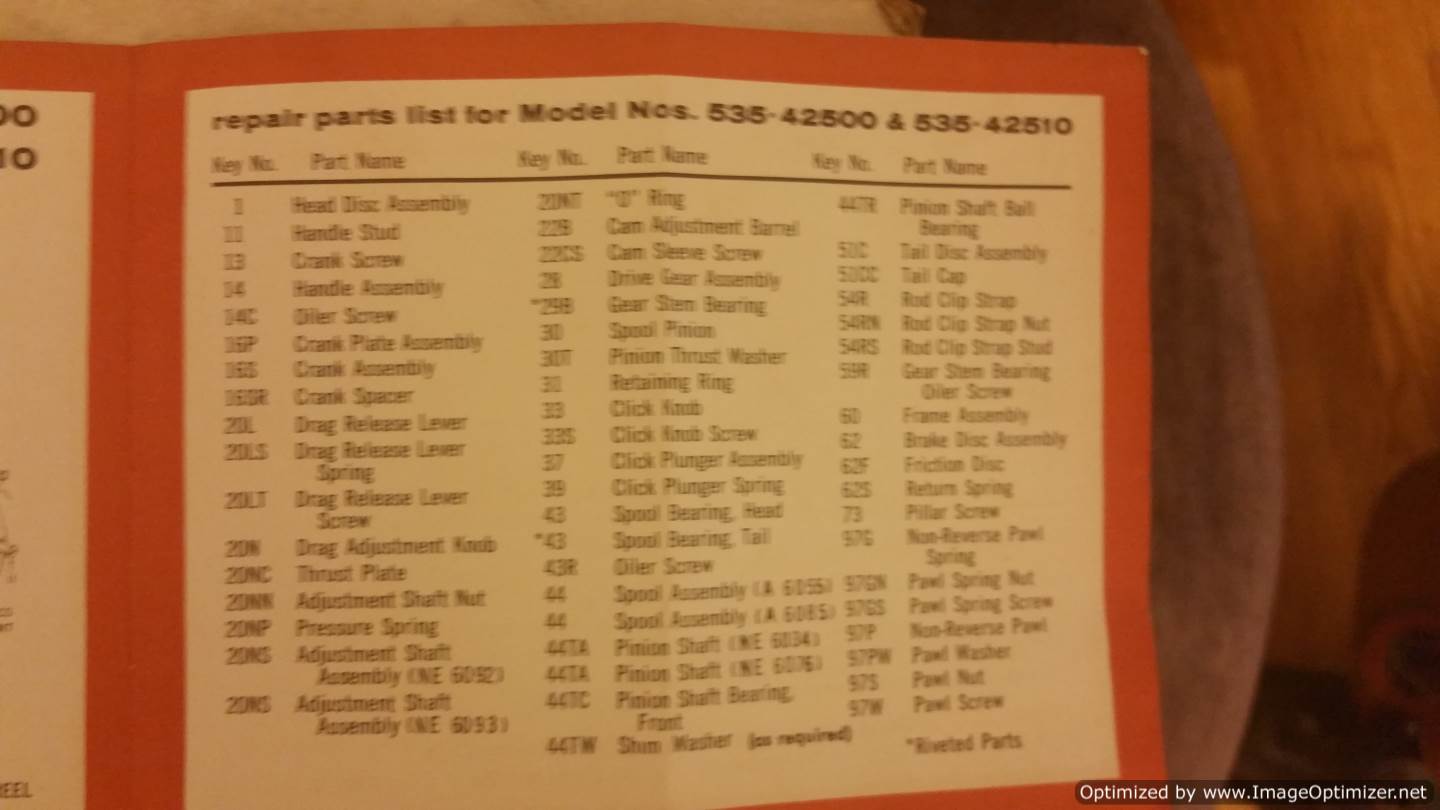 00
10
REEL
repair parts list for Model Nos. 535-42500 & 535-42510
Key No. Part Name
1 Head Disc Assembly
11 Handle Stud
13 Crank Screw
14 Handle Assembly
14C Oiler Screw
16P Crank Plate Assembly
16S Crank Assembly
16SR Crank Spacer
20L Drag Release Lever
20LS Drag Release Lever
Spring
20LT Drag Release Lever
Screw
20N Drag Adjustment Knob
20NC Thrust Plate
20NN Adjustment Shaft Nut
20NP Pressure Spring
20NS Adjustment Shaft
Assembly (NE 6092)
20NS Adjustment Shaft
Assembly (NE 6093)
Key No. Part Name
20NT "O" Ring
22B Cam Adjustment Barrel
22CS Cam Sleeve Screw
28 Drive Gear Assembly
*29B Gear Stem Bearing
30 Spool Pinion
30T Pinion Thrust Washer
31 Retaining Ring
33 Click Knob
33S Click Knob Screw
37 Click Plunger Assembly
39 Click Plunger Spring
43 Spool Bearing, Head
*43 Spool Bearing, Tail
43R Oiler Screw
44 Spool Assembly (A 6055)
44 Spool Assembly (A 6085)
44TA Pinion Shaft (NE 6034)
44TA Pinion Shaft (NE 6076)
44TC Pinion Shaft Bearing,
Front
44TW Shim Washer (as required)
Key No. Part Name
44TR Pinion Shaft Ball
Bearing
51C Tail Disc Assembly
51CC Tail Cap
54R Rod Clip Strap
54RN Rod Clip Strap Nut
54RS Rod Clip Strap Stud
59R Gear Stem Bearing
Oiler Screw
60 Frame Assembly
62 Brake Disc Assembly
62F Friction Disc
62S Return Spring
73 Pillar Screw
97G Non-Reverse Pawl
Spring
97GN Pawl Spring Nut
97GS Pawl Spring Screw
97P Non-Reverse Pawl
97PW Pawl Washer
97S Pawl Nut
97W Pawl Screw
*Riveted Parts
Optimized by www.ImageOptimizer.net